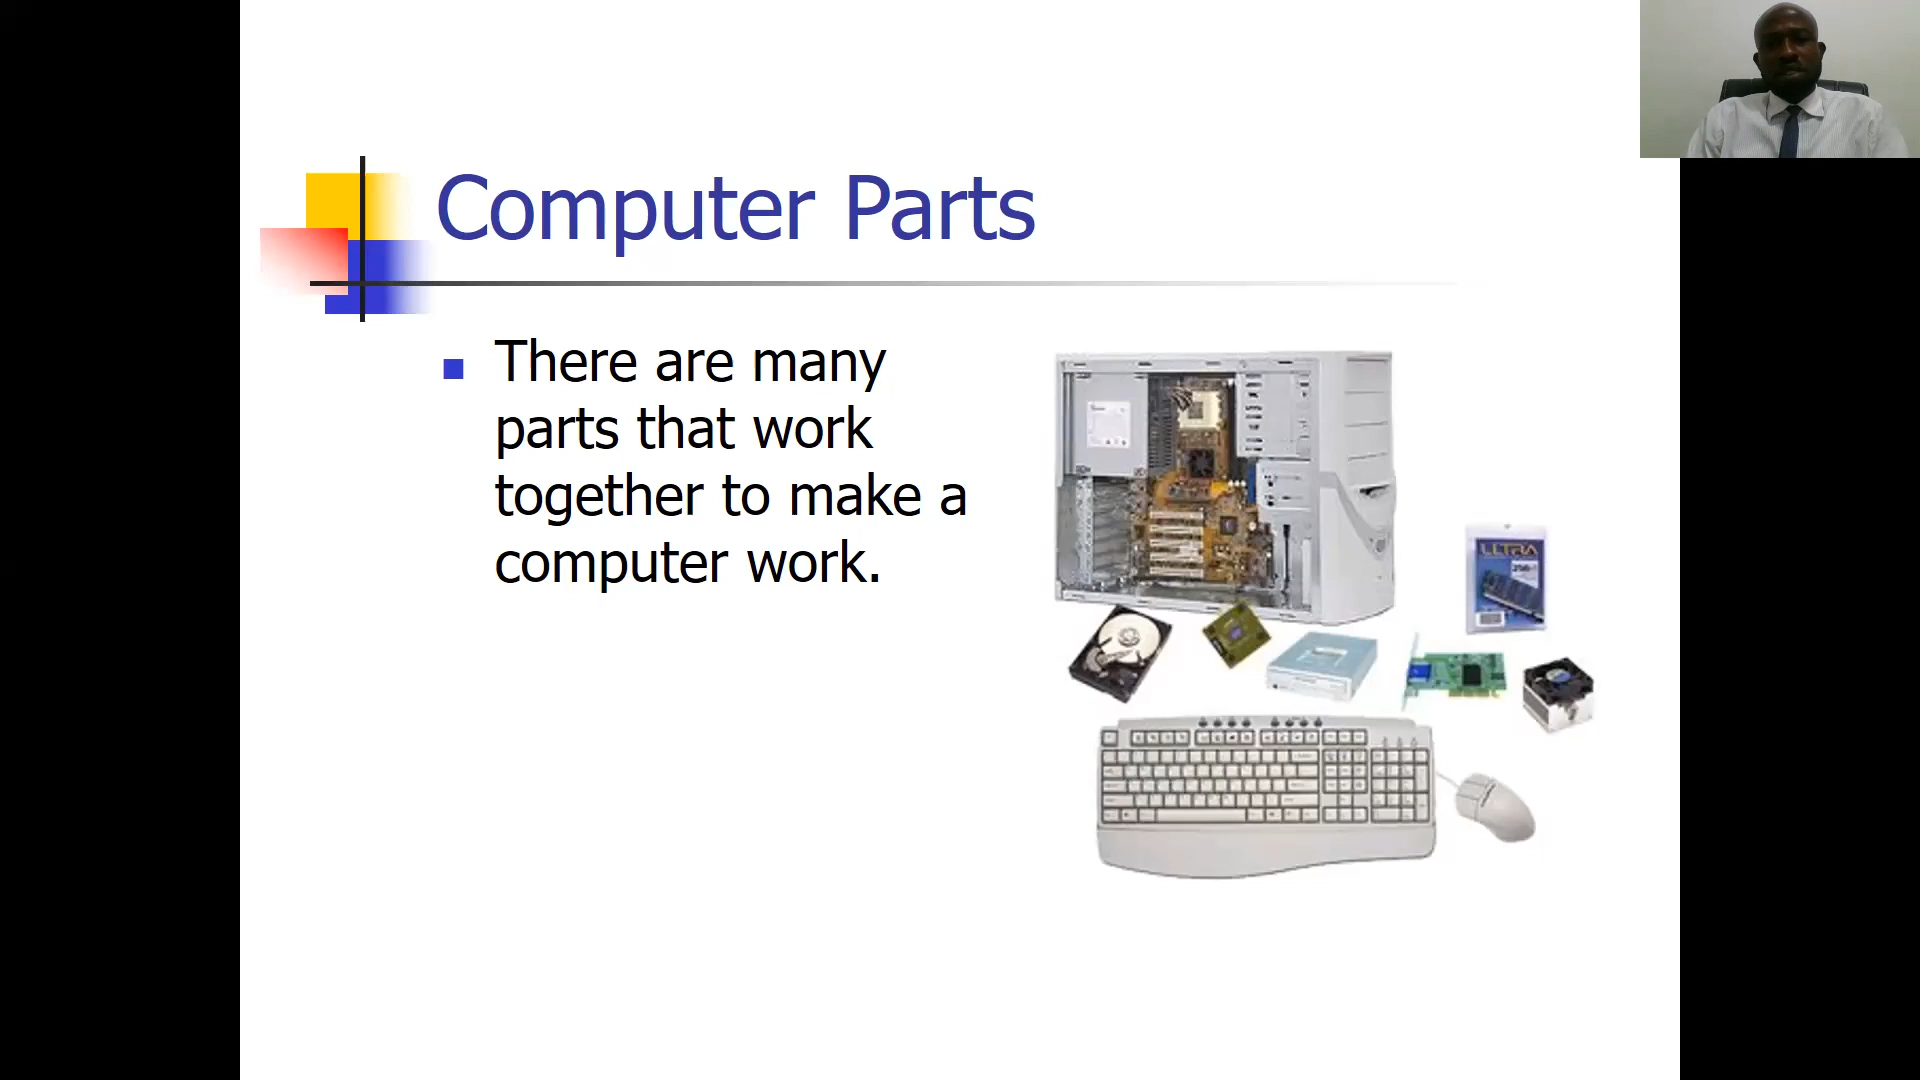 Computer Parts
There are many
parts that work
together to make a
computer work.
ULTRA